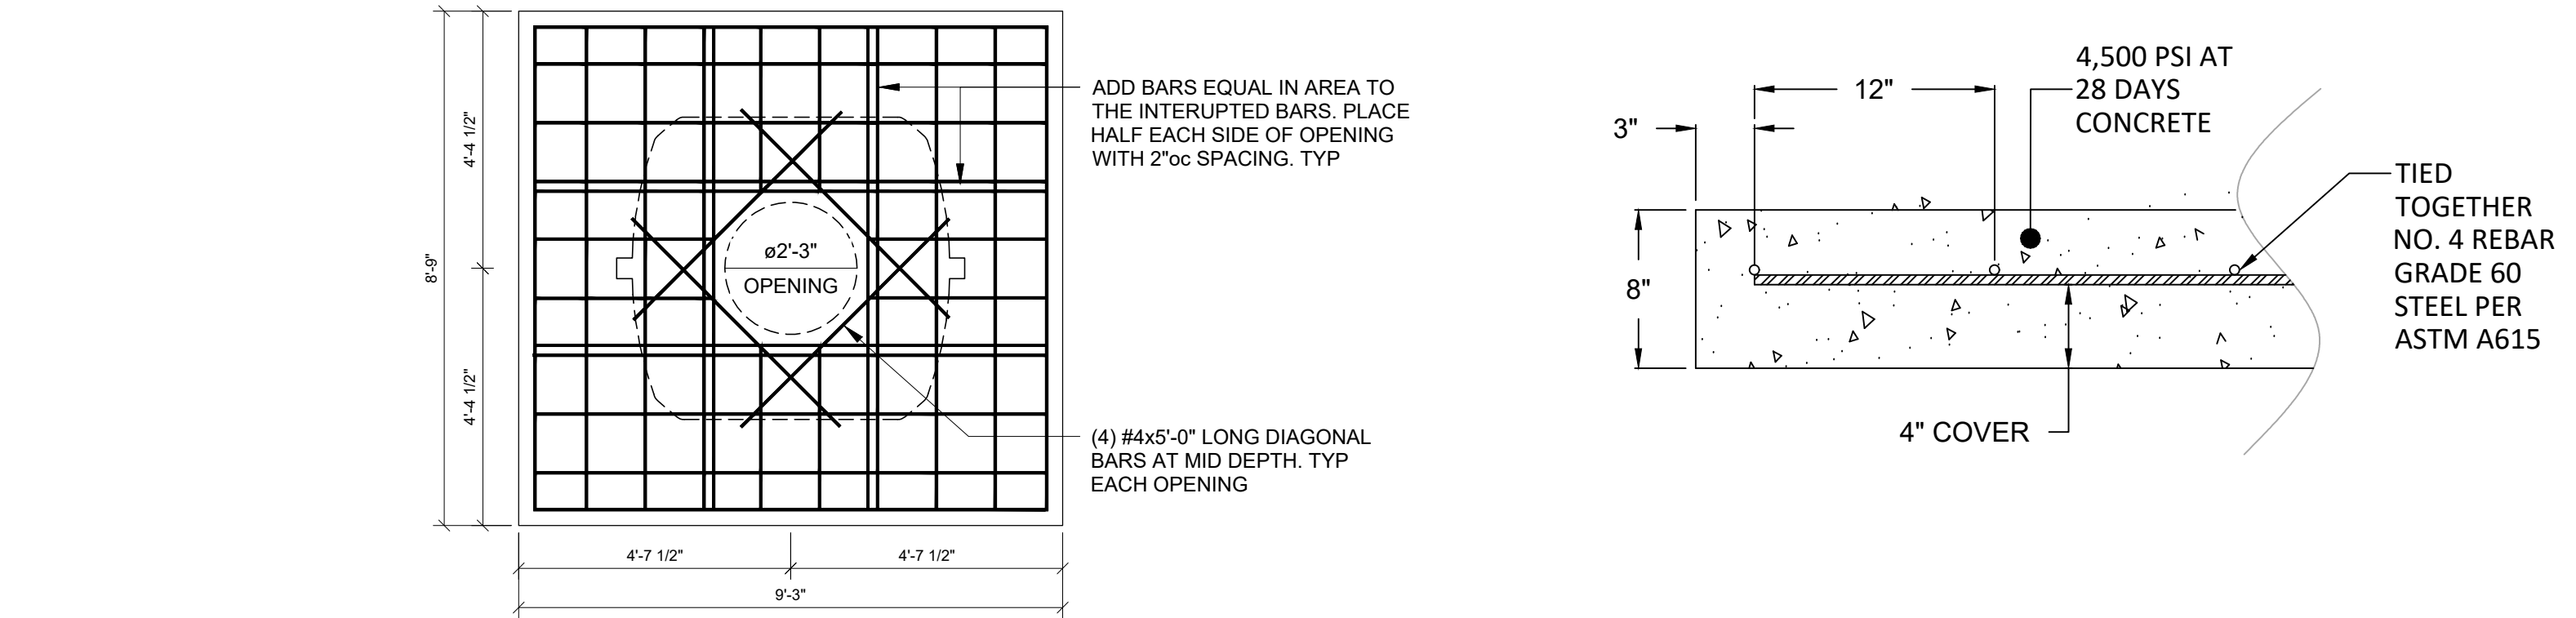 8'-9"
4'-4 1/2"
4'-4 1/2"
ø2'-3"
OPENING
4'-7 1/2"
4'-7 1/2"
9'-3"
ADD BARS EQUAL IN AREA TO
THE INTERUPTED BARS. PLACE
HALF EACH SIDE OF OPENING
WITH 2"oc SPACING. TYP
(4) #4x5'-0" LONG DIAGONAL
BARS AT MID DEPTH. TYP
EACH OPENING
3"
12"
4,500 PSI AT
28 DAYS
CONCRETE
8"
4" COVER
TIED
TOGETHER
NO. 4 REBAR
GRADE 60
STEEL PER
ASTM A615